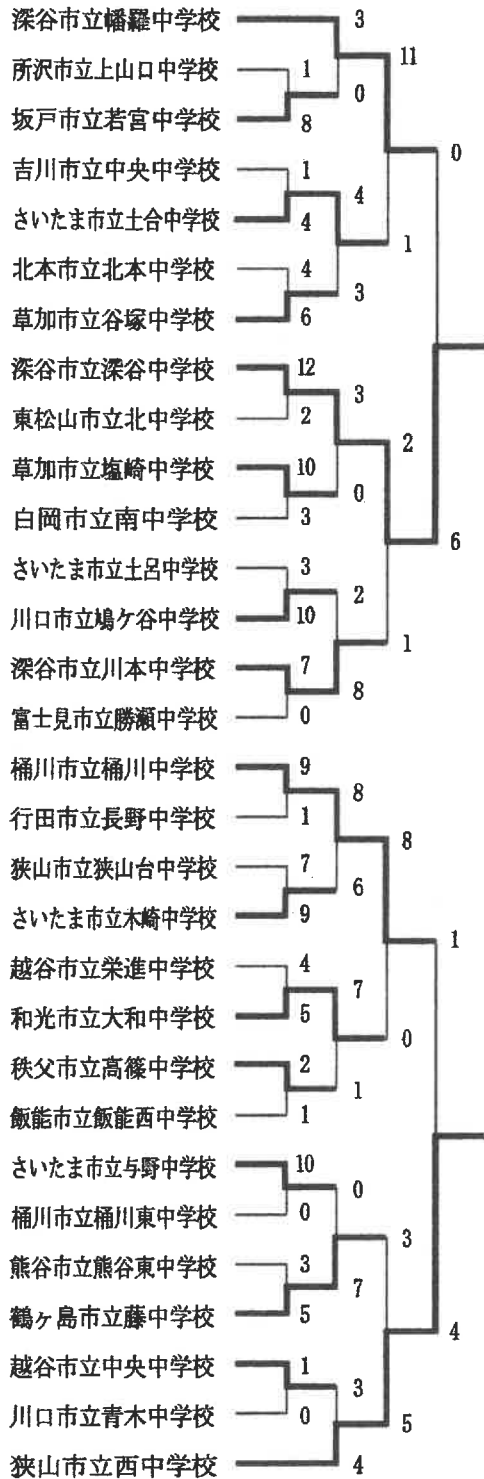 深谷市立幡羅中学校 3
11
所沢市立上山口中学校 1
0
坂戸市立若宮中学校 8
0
吉川市立中央中学校 1
4
さいたま市立土合中学校 4
1
北本市立北本中学校 4
3
草加市立谷塚中学校 6
深谷市立深谷中学校 12
3
東松山市立北中学校 2
2
草加市立塩崎中学校 10
0
白岡市立南中学校 3
6
さいたま市立土呂中学校 3
2
川口市立鳩ケ谷中学校 10
1
深谷市立川本中学校 7
8
富士見市立勝瀬中学校 0
桶川市立桶川中学校 9
8
行田市立長野中学校 1
8
狭山市立狭山台中学校 7
6
さいたま市立木崎中学校 9
1
越谷市立栄進中学校 4
7
和光市立大和中学校 5
0
秩父市立高篠中学校 2
1
飯能市立飯能西中学校 1
さいたま市立与野中学校 10
0
桶川市立桶川東中学校 0
3
熊谷市立熊谷東中学校 3
7
鶴ヶ島市立藤中学校 5
4
越谷市立中央中学校 1
3
川口市立青木中学校 0
5
狭山市立西中学校 4